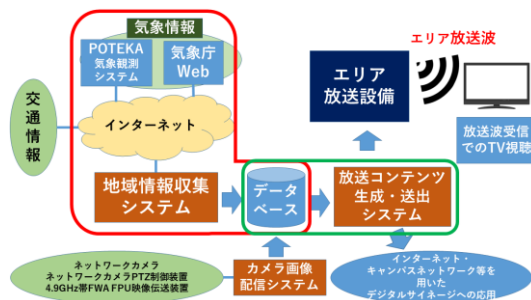 気象情報
POTEKA
気象観測
システム
気象庁
Web
交通情報
インターネット
地域情報収集
システム
データ
ベース
エリア
放送設備
エリア放送波
放送波受信
でのTV視聴
放送コンテンツ
生成・送出
システム
ネットワークカメラ
ネットワークカメラPTZ制御装置
4.9GHz帯FWA FPU映像伝送装置
カメラ画像
配信システム
インターネット・
キャンパスネットワーク等を
用いた
デジタルサイネージへの応用